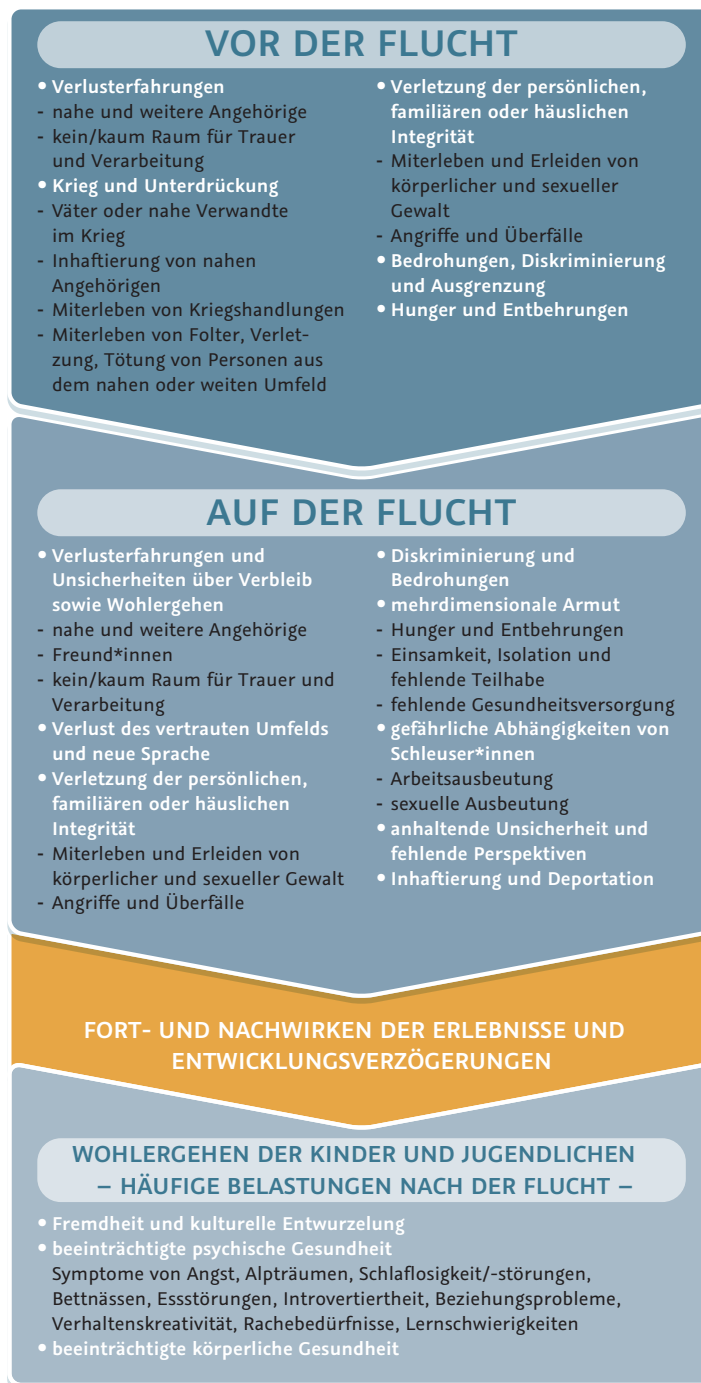 VOR DER FLUCHT
• Verlusterfahrungen
- nahe und weitere Angehörige
- kein/kaum Raum für Trauer
und Verarbeitung
• Krieg und Unterdrückung
- Väter oder nahe Verwandte
im Krieg
- Inhaftierung von nahen
Angehörigen
- Miterleben von Kriegshandlungen
- Miterleben von Folter, Verlet-
zung, Tötung von Personen aus
dem nahen oder weiten Umfeld
• Verletzung der persönlichen,
familiären oder häuslichen
Integrität
- Miterleben und Erleiden von
körperlicher und sexueller
Gewalt
- Angriffe und Überfälle
• Bedrohungen, Diskriminierung
und Ausgrenzung
• Hunger und Entbehrungen
AUF DER FLUCHT
• Verlusterfahrungen und
Unsicherheiten über Verbleib
sowie Wohlergehen
- nahe und weitere Angehörige
- Freund*innen
- kein/kaum Raum für Trauer und
Verarbeitung
• Verlust des vertrauten Umfelds
und neue Sprache
• Verletzung der persönlichen,
familiären oder häuslichen
Integrität
- Miterleben und Erleiden von
körperlicher und sexueller Gewalt
- Angriffe und Überfälle
• Diskriminierung und
Bedrohungen
• mehrdimensionale Armut
- Hunger und Entbehrungen
- Einsamkeit, Isolation und
fehlende Teilhabe
- fehlende Gesundheitsversorgung
• gefährliche Abhängigkeiten von
Schleuser*innen
- Arbeitsausbeutung
- sexuelle Ausbeutung
• anhaltende Unsicherheit und
fehlende Perspektiven
• Inhaftierung und Deportation
FORT- UND NACHWIRKEN DER ERLEBNISSE UND
ENTWICKLUNGSVERZÖGERUNGEN
WOHLERGEHEN DER KINDER UND JUGENDLICHEN
– HÄUFIGE BELASTUNGEN NACH DER FLUCHT –
• Fremdheit und kulturelle Entwurzelung
• beeinträchtigte psychische Gesundheit
Symptome von Angst, Alpträumen, Schlaflosigkeit/-störungen,
Bettnässen, Essstörungen, Introvertiertheit, Beziehungsprobleme,
Verhaltenskreativität, Rachebedürfnisse, Lernschwierigkeiten
• beeinträchtigte körperliche Gesundheit